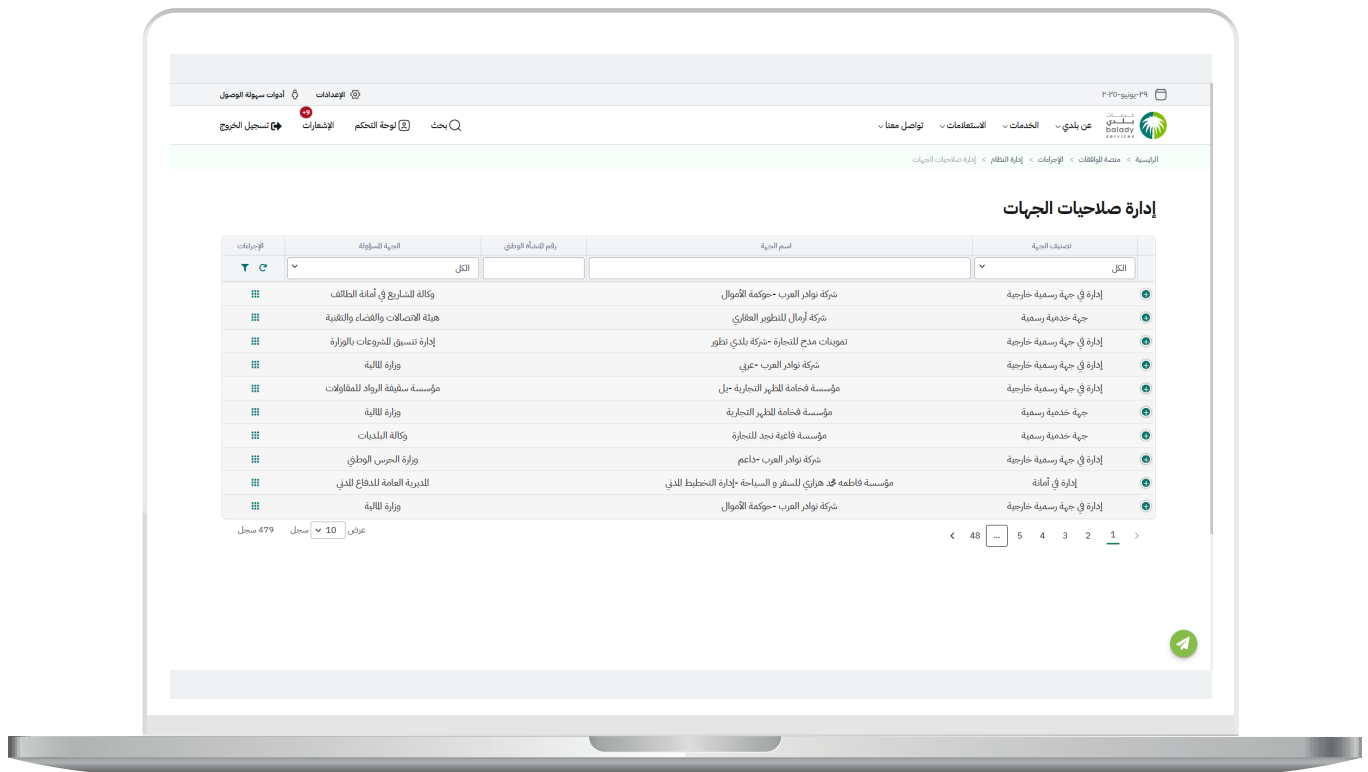 ٢٩-يونيو-٢٠٢٥
الإعدادات
أدوات سهولة الوصول
خدمات
بلدي
balady
services
عن بلدي
الخدمات
الاستعلامات
تواصل معنا
بحث
لوحة التحكم
الإشعارات
+9
تسجيل الخروج
الرئيسية > منصة الموافقات > الإجراءات > إدارة النظام > إدارة صلاحيات الجهات
إدارة صلاحيات الجهات
تصنيف الجهة اسم الجهة رقم المنشأة الوطني الجهة المسؤولة الإجراءات
الكل الكل
إدارة في جهة رسمية خارجية شركة نوادر العرب -حوكمة الأموال وكالة المشاريع في أمانة الطائف
جهة خدمية رسمية شركة أرمال للتطوير العقاري هيئة الاتصالات والفضاء والتقنية
إدارة في جهة رسمية خارجية تموينات مدح للتجارة -شركة بلدي تطور إدارة تنسيق المشروعات بالوزارة
إدارة في جهة رسمية خارجية شركة نوادر العرب -عربي وزارة المالية
إدارة في جهة رسمية خارجية مؤسسة فخامة المظهر التجارية -يل مؤسسة سقيفة الرواد للمقاولات
جهة خدمية رسمية مؤسسة فخامة المظهر التجارية وزارة المالية
جهة خدمية رسمية مؤسسة فاغية نجد للتجارة وكالة البلديات
إدارة في جهة رسمية خارجية شركة نوادر العرب -داعم وزارة الحرس الوطني
إدارة في أمانة مؤسسة فاطمه محمد هزازي للسفر و السياحة -إدارة التخطيط المدني المديرية العامة للدفاع المدني
إدارة في جهة رسمية خارجية شركة نوادر العرب -حوكمة الأموال وزارة المالية
1 2 3 4 5 ... 48
عرض 10 سجل 479 سجل